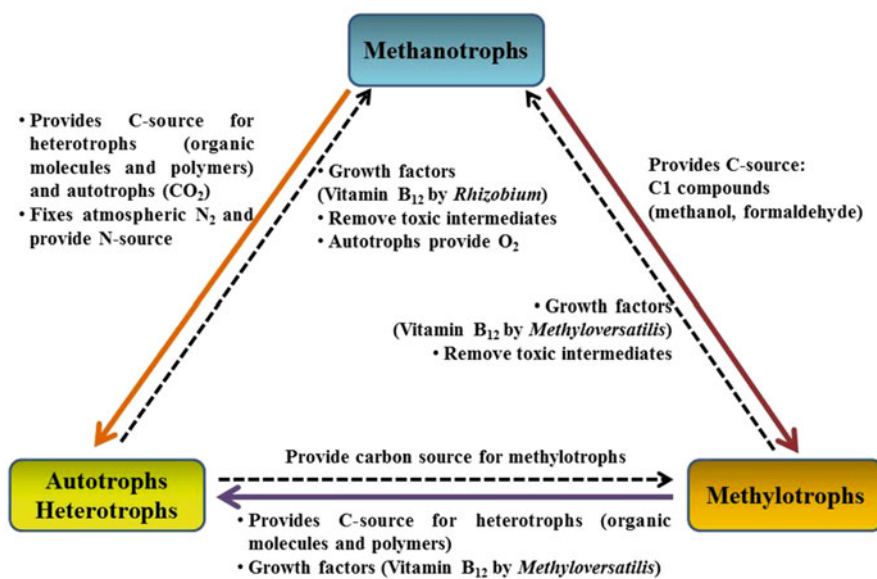 Methanotrophs
• Provides C-source for
heterotrophs (organic
molecules and polymers)
and autotrophs (CO₂)
• Fixes atmospheric N₂ and
provide N-source
• Growth factors
(Vitamin B₁₂ by Rhizobium)
• Remove toxic intermediates
• Autotrophs provide O₂
Provides C-source:
C1 compounds
(methanol, formaldehyde)
• Growth factors
(Vitamin B₁₂ by Methyloversatilis)
• Remove toxic intermediates
Autotrophs
Heterotrophs
Provide carbon source for methylotrophs
Methylotrophs
• Provides C-source for heterotrophs (organic
molecules and polymers)
• Growth factors (Vitamin B₁₂ by Methyloversatilis)